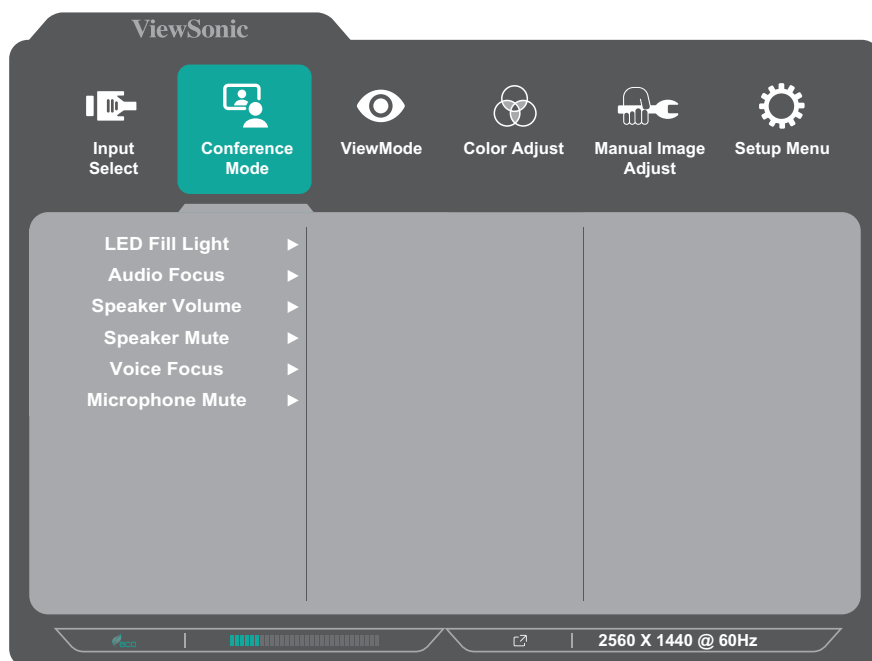 ViewSonic
Input
Select
Conference
Mode
ViewMode
Color Adjust
Manual Image
Adjust
Setup Menu
LED Fill Light
Audio Focus
Speaker Volume
Speaker Mute
Voice Focus
Microphone Mute
eco
2560 X 1440 @ 60Hz